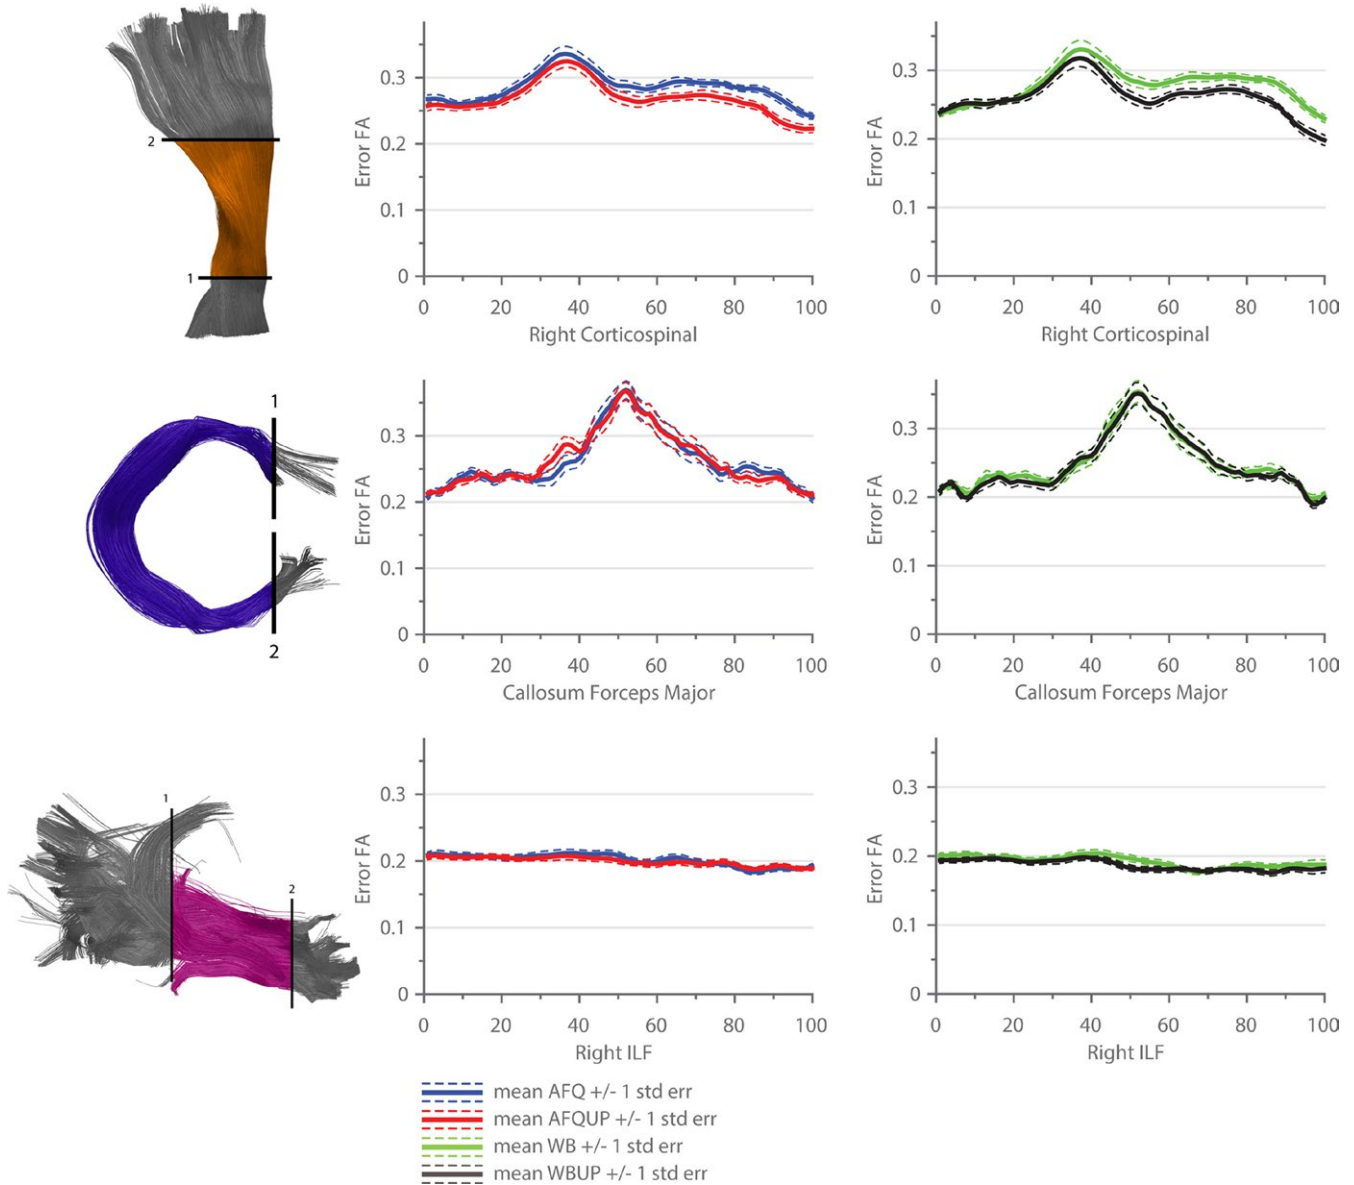 2
1
Error FA
0.3
0.2
0.1
0
0 20 40 60 80 100
Right Corticospinal
Error FA
0.3
0.2
0.1
0
0 20 40 60 80 100
Right Corticospinal
1
2
Error FA
0.3
0.2
0.1
0
0 20 40 60 80 100
Callosum Forceps Major
Error FA
0.3
0.2
0.1
0
0 20 40 60 80 100
Callosum Forceps Major
1
2
Error FA
0.3
0.2
0.1
0
0 20 40 60 80 100
Right ILF
Error FA
0.3
0.2
0.1
0
0 20 40 60 80 100
Right ILF
mean AFQ +/- 1 std err
mean AFQUP +/- 1 std err
mean WB +/- 1 std err
mean WBUP +/- 1 std err